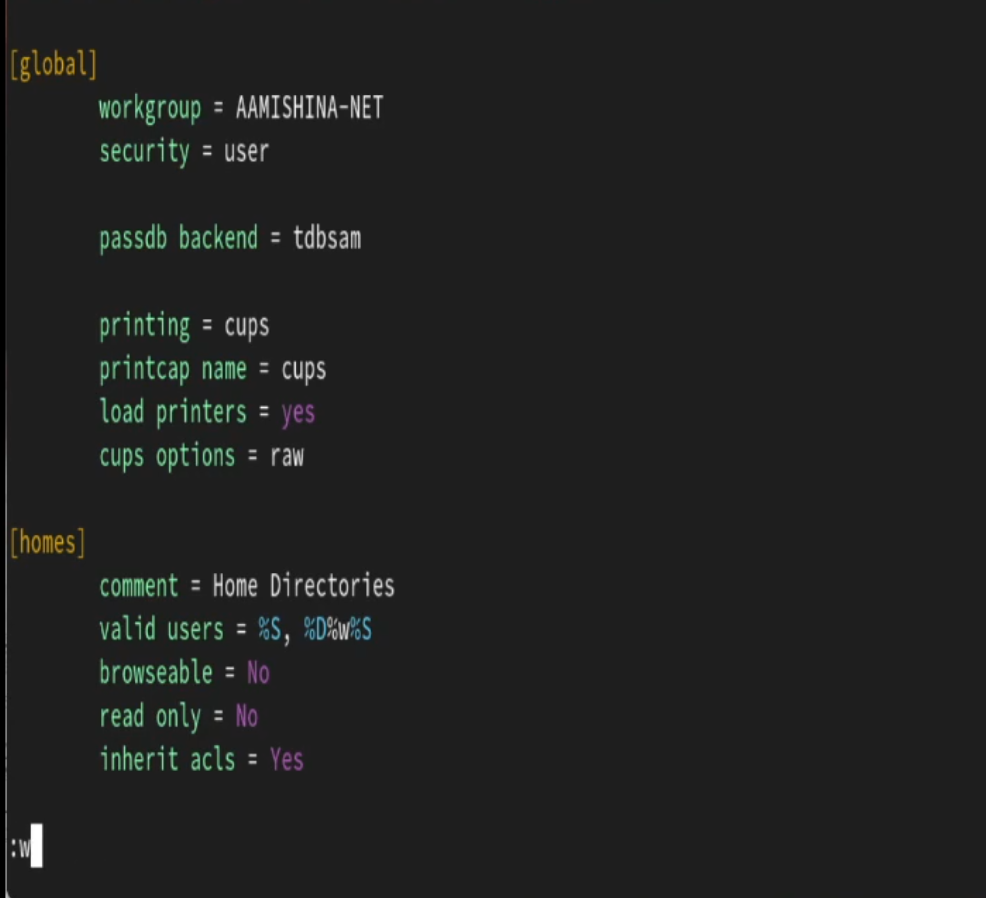 [global]
workgroup = AAMISHINA-NET
security = user
passdb backend = tdbsam
printing = cups
printcap name = cups
load printers = yes
cups options = raw
[homes]
comment = Home Directories
valid users = %S, %D%w%S
browseable = No
read only = No
inherit acls = Yes
:w